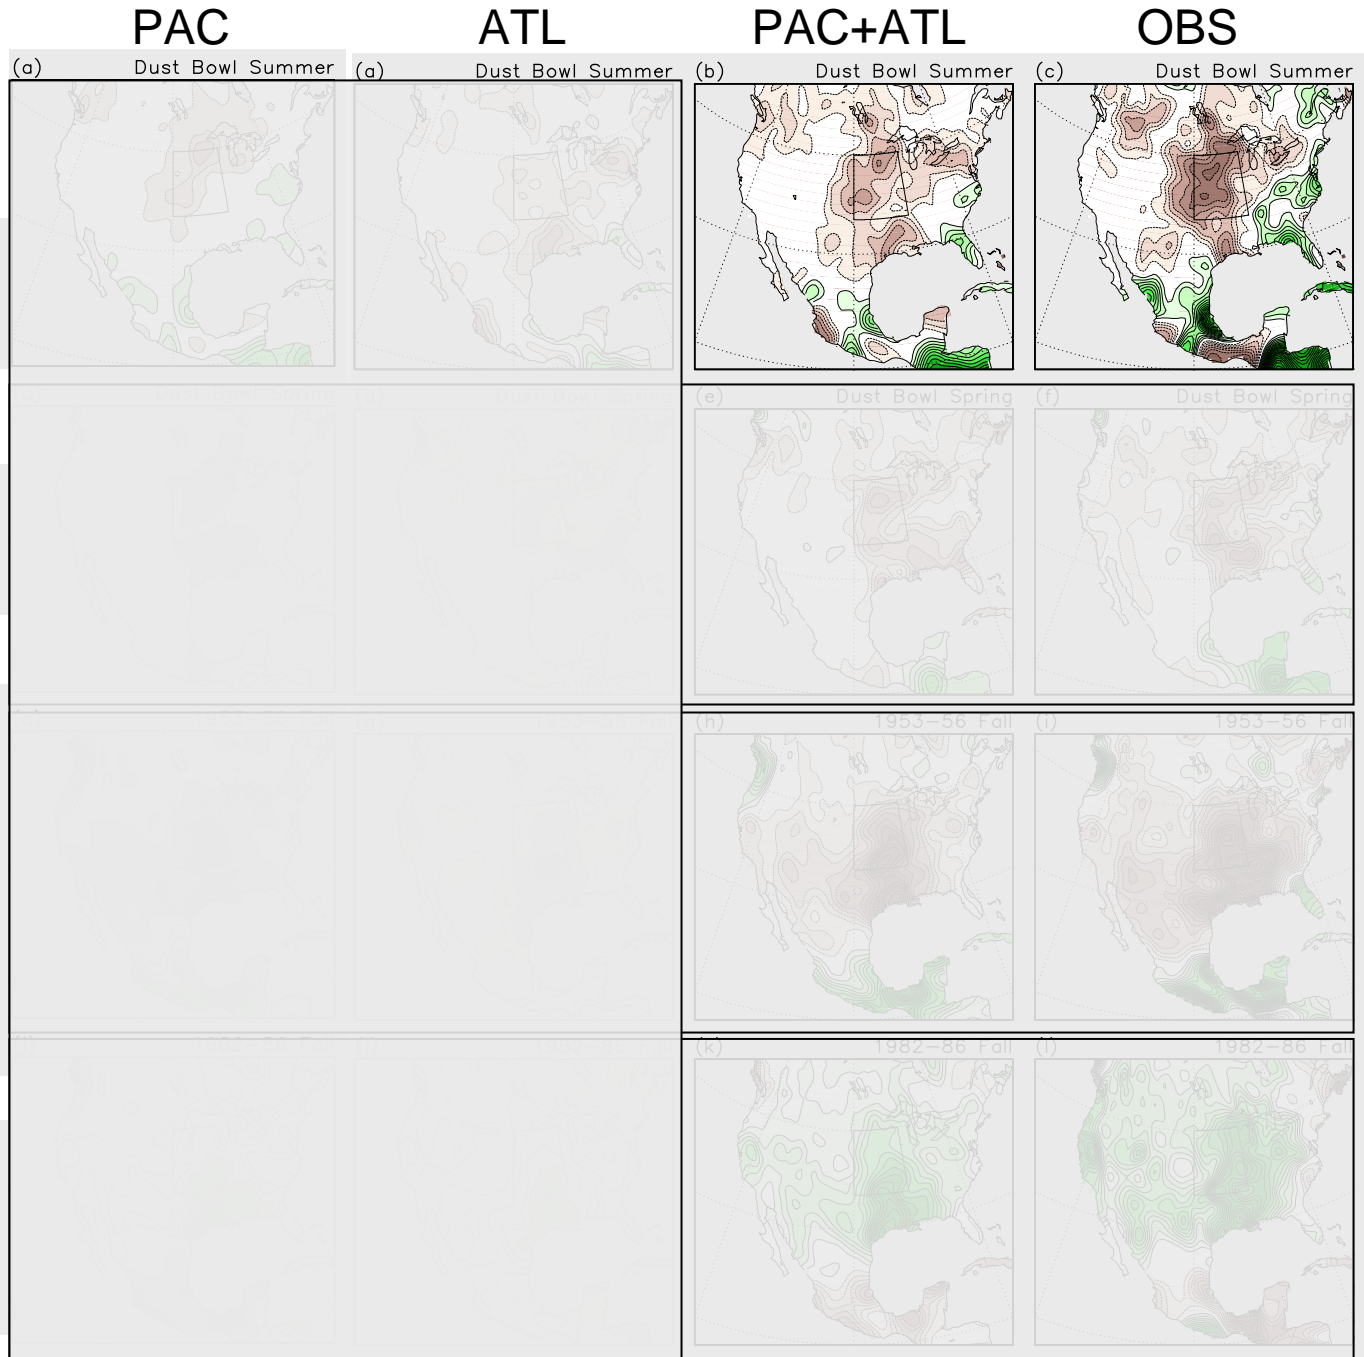 PAC ATL PAC+ATL OBS
(a) Dust Bowl Summer (a) Dust Bowl Summer (b) Dust Bowl Summer (c) Dust Bowl Summer
(e) Dust Bowl Spring (f) Dust Bowl Spring
(h) 1953-56 Fall (i) 1953-56 Fall
(k) 1982-86 Fall (l) 1982-86 Fall